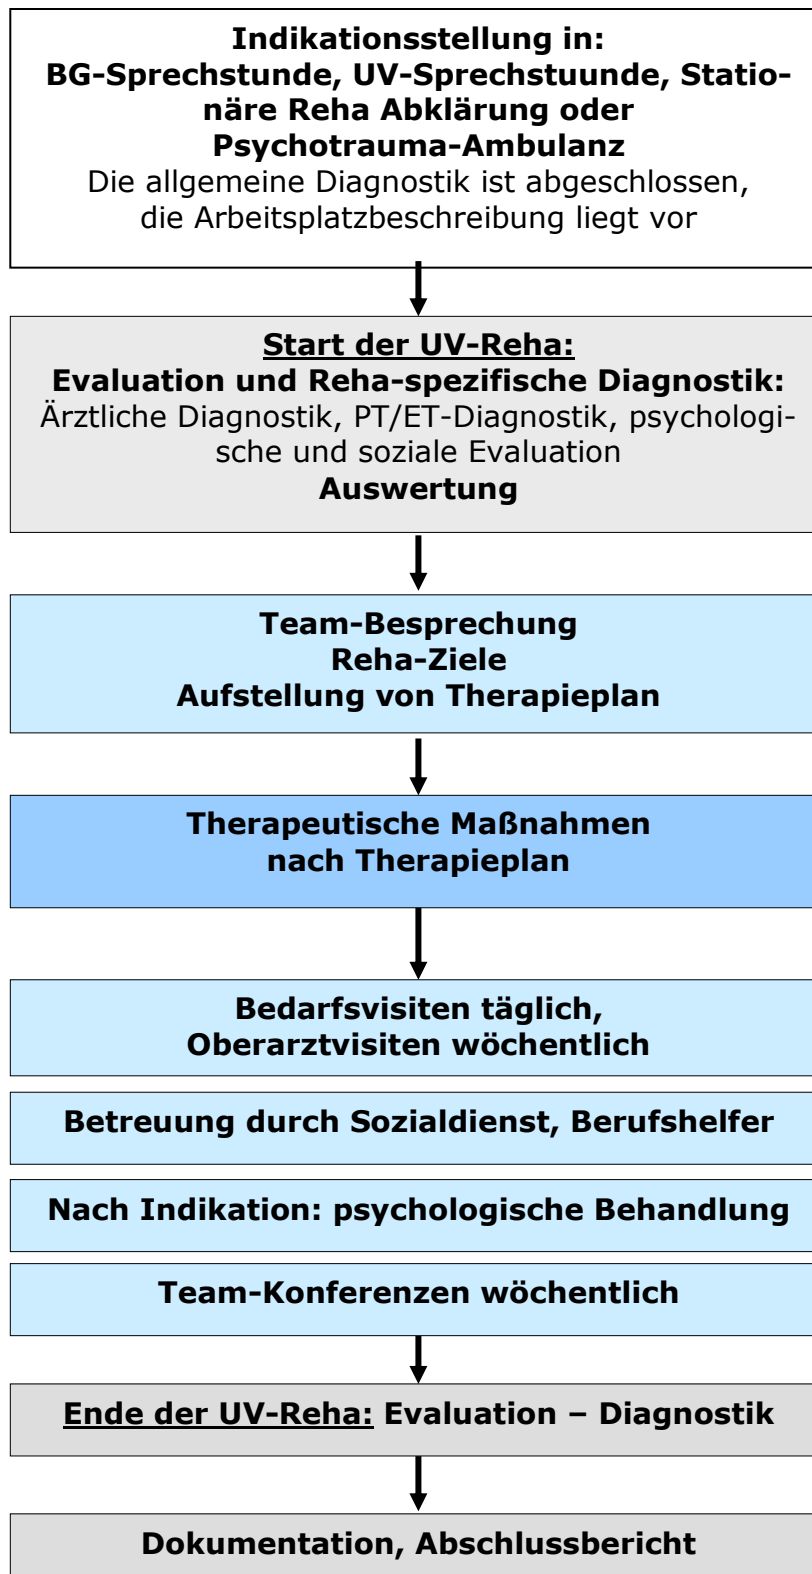 Indikationsstellung in:
BG-Sprechstunde, UV-Sprechstuunde, Statio-
näre Reha Abklärung oder
Psychotrauma-Ambulanz
Die allgemeine Diagnostik ist abgeschlossen,
die Arbeitsplatzbeschreibung liegt vor
Start der UV-Reha:
Evaluation und Reha-spezifische Diagnostik:
Ärztliche Diagnostik, PT/ET-Diagnostik, psychologi-
sche und soziale Evaluation
Auswertung
Team-Besprechung
Reha-Ziele
Aufstellung von Therapieplan
Therapeutische Maßnahmen
nach Therapieplan
Bedarfsvisiten täglich,
Oberarztvisiten wöchentlich
Betreuung durch Sozialdienst, Berufshelfer
Nach Indikation: psychologische Behandlung
Team-Konferenzen wöchentlich
Ende der UV-Reha: Evaluation – Diagnostik
Dokumentation, Abschlussbericht